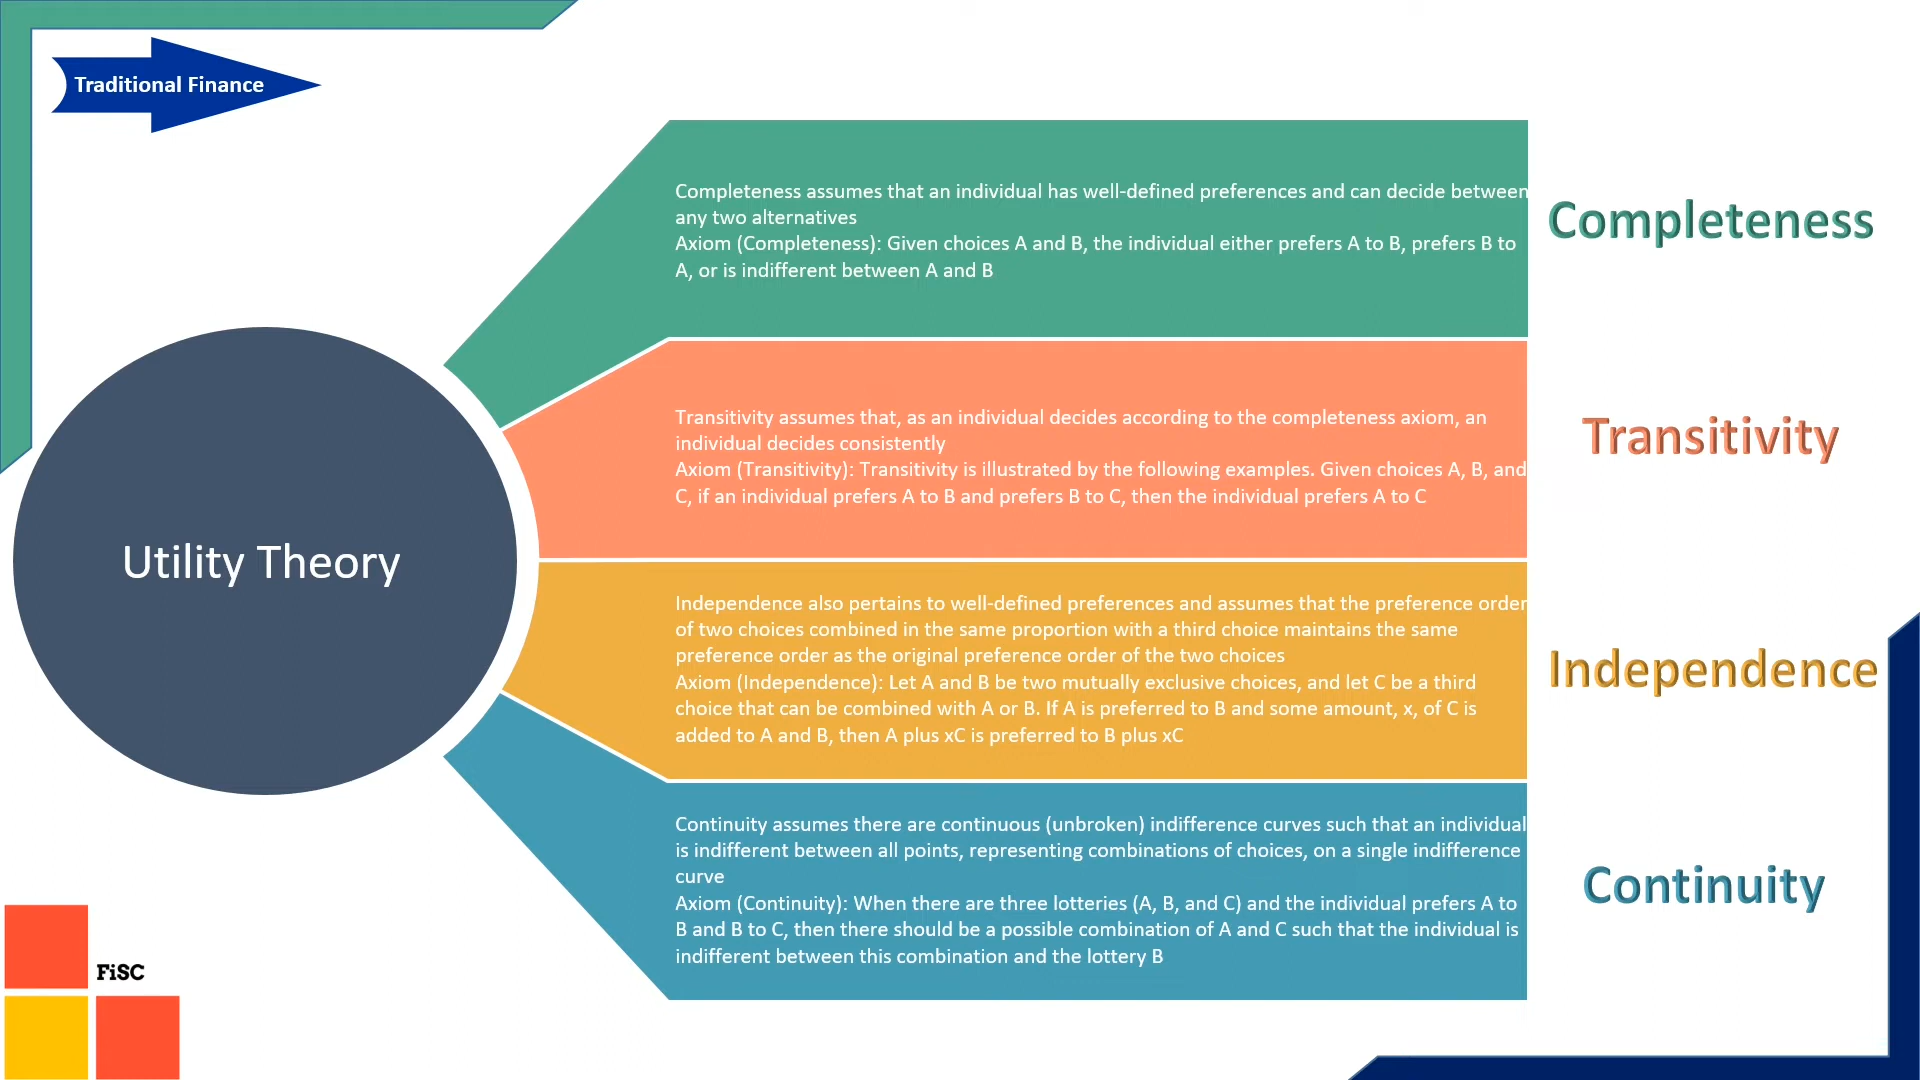 Traditional Finance
Completeness assumes that an individual has well-defined preferences and can decide between
any two alternatives
Axiom (Completeness): Given choices A and B, the individual either prefers A to B, prefers B to
A, or is indifferent between A and B
Completeness
Transitivity assumes that, as an individual decides according to the completeness axiom, an
individual decides consistently
Axiom (Transitivity): Transitivity is illustrated by the following examples. Given choices A, B, and
C, if an individual prefers A to B and prefers B to C, then the individual prefers A to C
Transitivity
Utility Theory
Independence also pertains to well-defined preferences and assumes that the preference order
of two choices combined in the same proportion with a third choice maintains the same
preference order as the original preference order of the two choices
Axiom (Independence): Let A and B be two mutually exclusive choices, and let C be a third
choice that can be combined with A or B. If A is preferred to B and some amount, x, of C is
added to A and B, then A plus xC is preferred to B plus xC
Independence
Continuity assumes there are continuous (unbroken) indifference curves such that an individual
is indifferent between all points, representing combinations of choices, on a single indifference
curve
Axiom (Continuity): When there are three lotteries (A, B, and C) and the individual prefers A to
B and B to C, then there should be a possible combination of A and C such that the individual is
indifferent between this combination and the lottery B
Continuity
FiSC